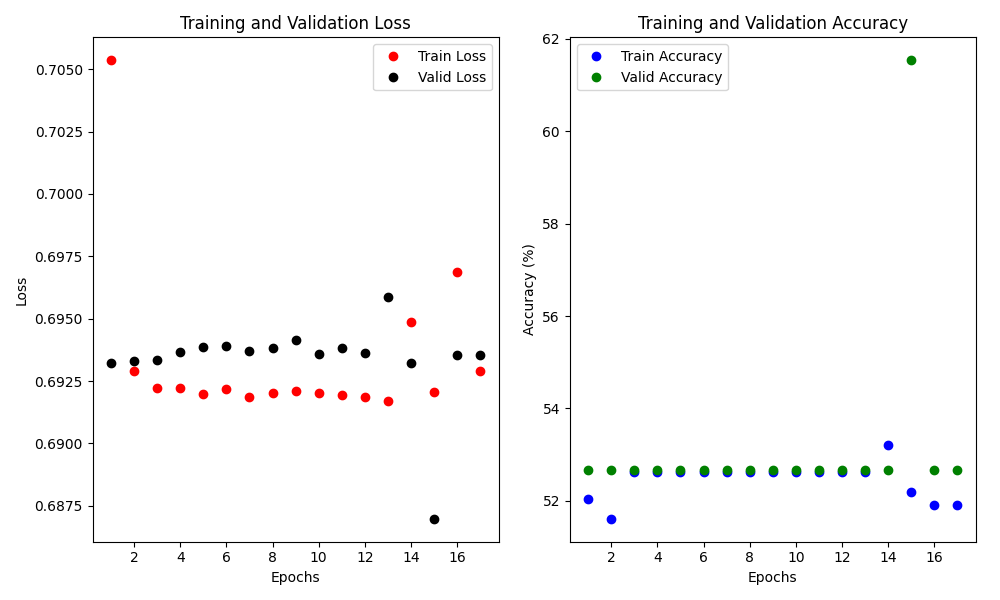 Training and Validation Loss
Train Loss
Valid Loss
0.7050
0.7025
0.7000
0.6975
0.6950
0.6925
0.6900
0.6875
Loss
2 4 6 8 10 12 14 16
Epochs
Training and Validation Accuracy
Train Accuracy
Valid Accuracy
62
60
58
56
54
52
Accuracy (%)
2 4 6 8 10 12 14 16
Epochs